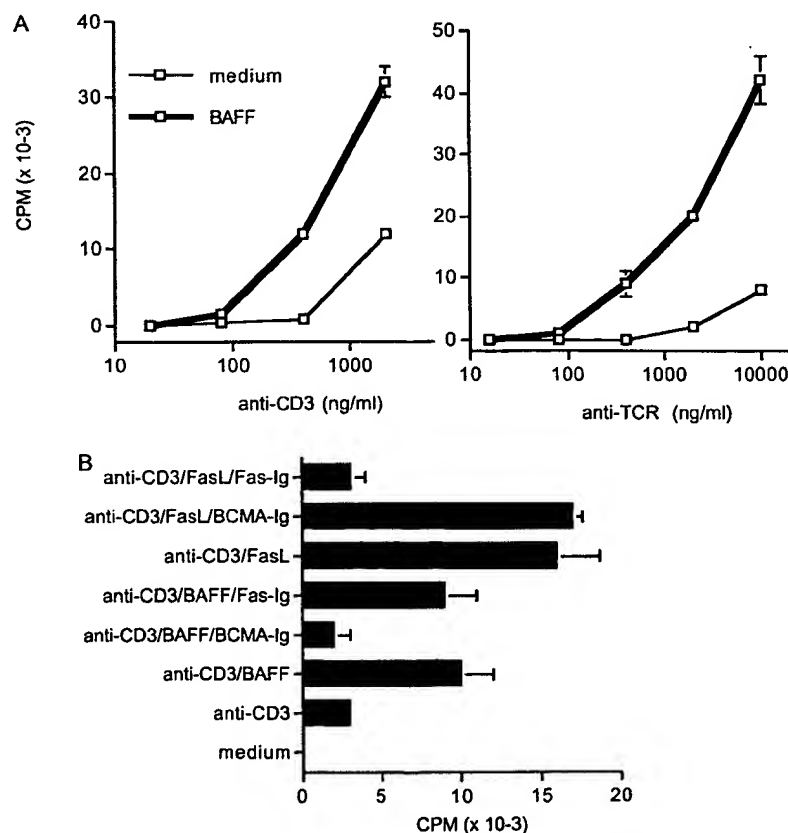 A
40
30
20
10
0
CPM (x 10-3)
medium
BAFF
10
100
1000
anti-CD3 (ng/ml)
50
40
30
20
10
0
10
100
1000
10000
anti-TCR (ng/ml)
B
anti-CD3/FasL/Fas-Ig
anti-CD3/FasL/BCMA-Ig
anti-CD3/FasL
anti-CD3/BAFF/Fas-Ig
anti-CD3/BAFF/BCMA-Ig
anti-CD3/BAFF
anti-CD3
medium
0
5
10
15
20
CPM (x 10-3)